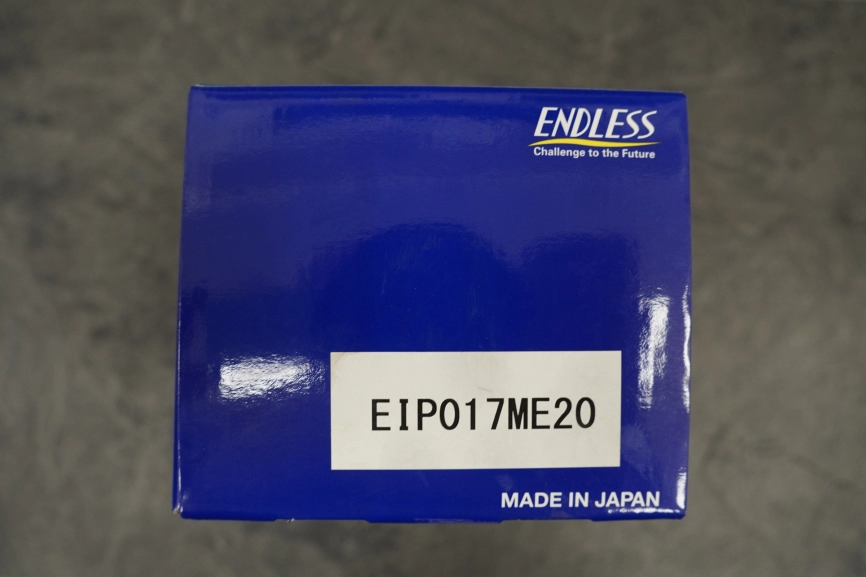 ENDLESS
Challenge to the Future
EIP017ME20
MADE IN JAPAN